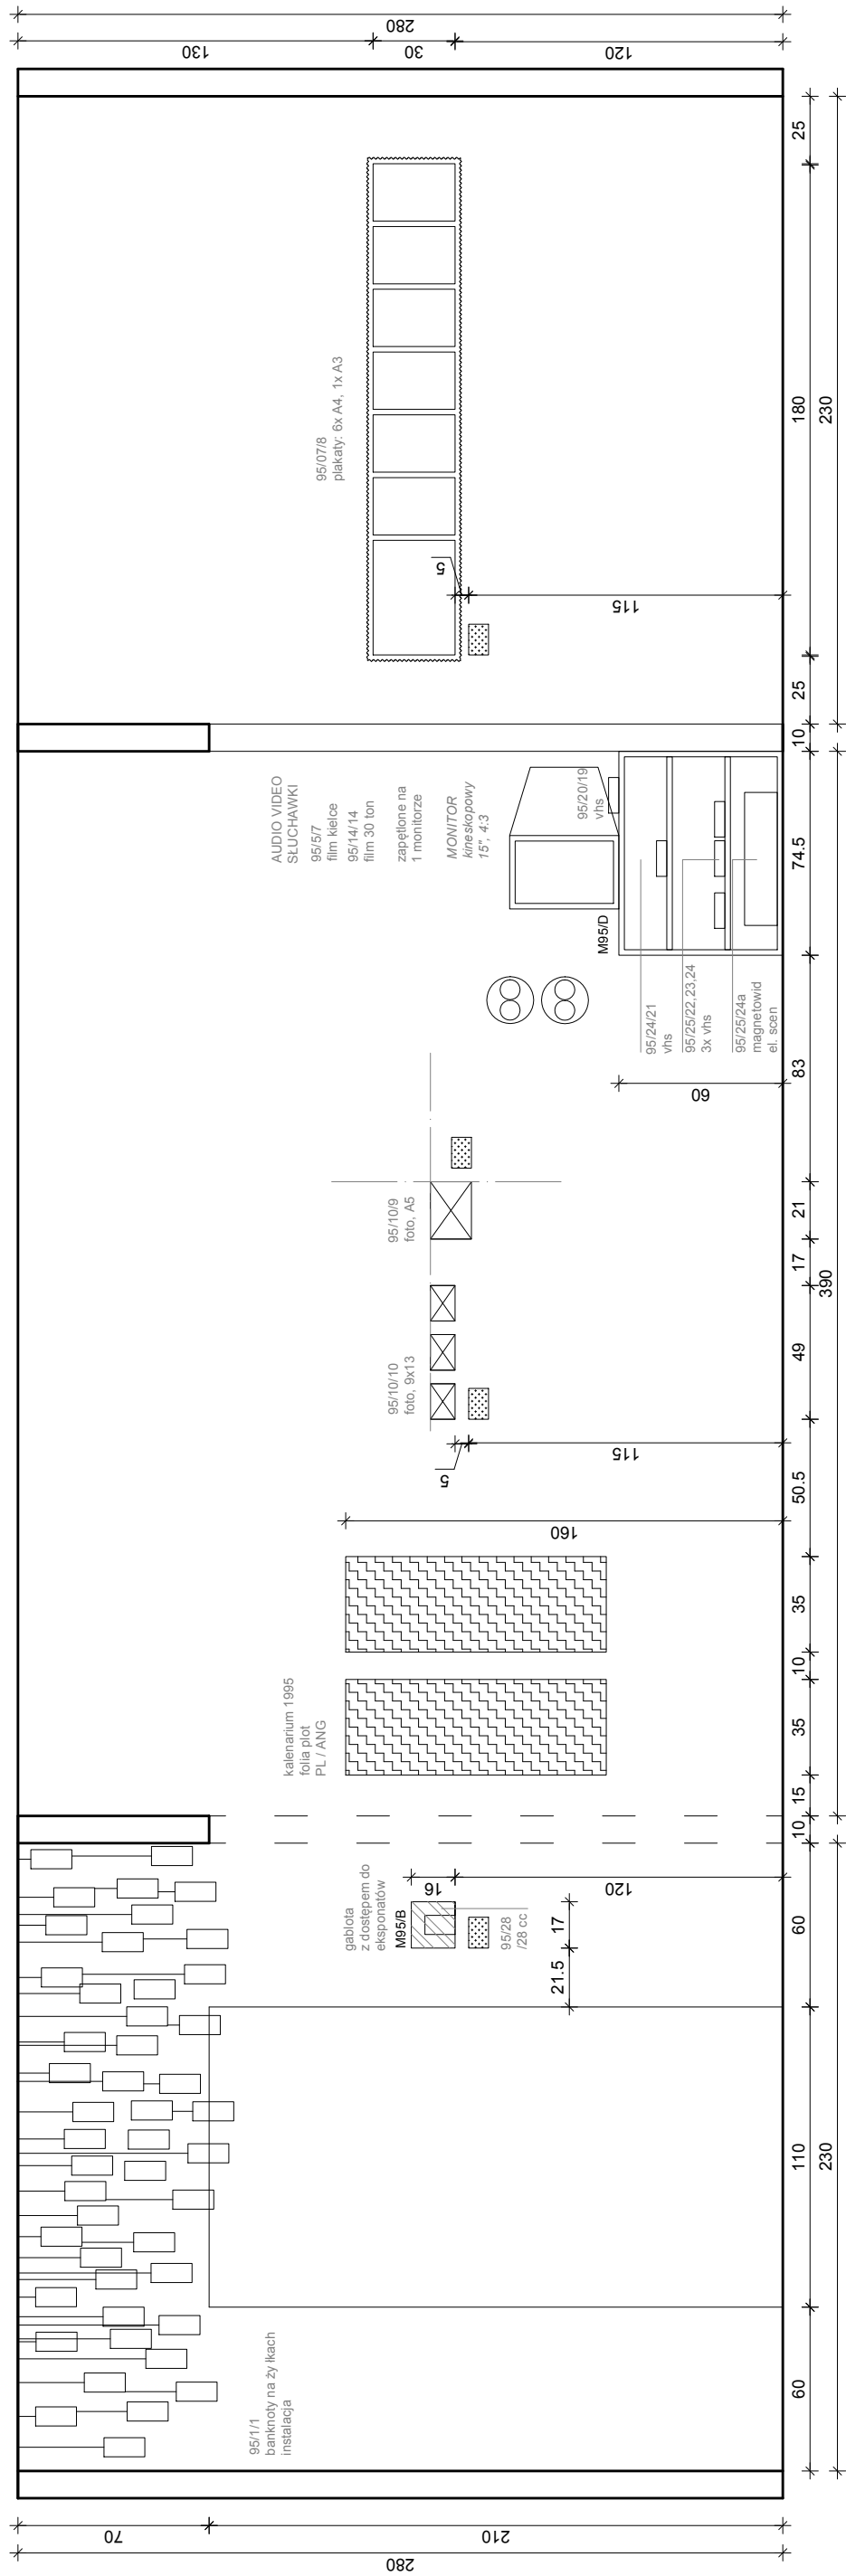 95/1/1
banknoty na ży łkach
instalacja
gablota
z dostępem do
eksponatów
M95/B
95/28
/28 cc
kalenarium 1995
folia plot
PL / ANG
95/10/10
foto, 9x13
95/10/9
foto, A5
AUDIO VIDEO
SŁUCHAWKI
95/5/7
film kielce
95/14/14
film 30 ton
zapętlone na
1 monitorze
MONITOR
kineskopowy
15", 4:3
M95/D
95/20/19
vhs
95/24/21
vhs
95/25/22,23,24
3x vhs
95/25/24a
magnetowid
el. scen
95/07/8
plakaty: 6x A4, 1x A3
280
70
210
16
120
21.5
17
160
5
115
60
5
115
130
30
120
280
60
110
60
10
15
35
10
35
50.5
49
17
21
83
74.5
10
25
180
25
230
390
230